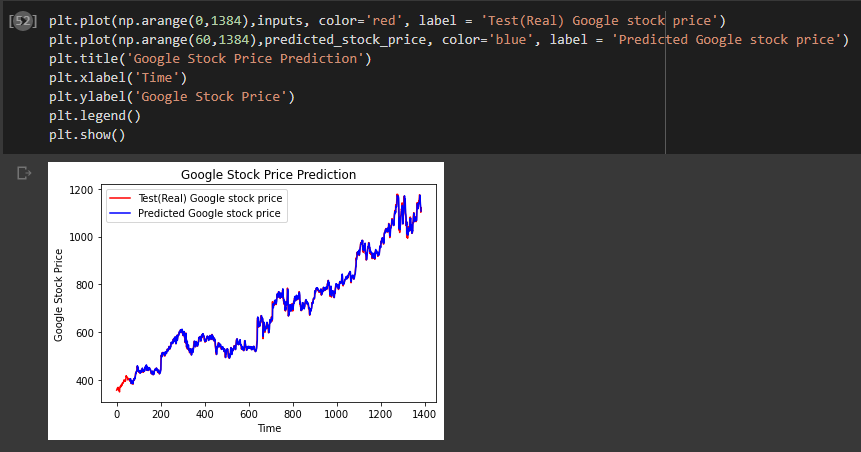 [52] plt.plot(np.arange(0,1384),inputs, color='red', label = 'Test(Real) Google stock price')
plt.plot(np.arange(60,1384),predicted_stock_price, color='blue', label = 'Predicted Google stock price')
plt.title('Google Stock Price Prediction')
plt.xlabel('Time')
plt.ylabel('Google Stock Price')
plt.legend()
plt.show()
Google Stock Price Prediction
Test(Real) Google stock price
Predicted Google stock price
Google Stock Price
1200
1000
800
600
400
0 200 400 600 800 1000 1200 1400
Time